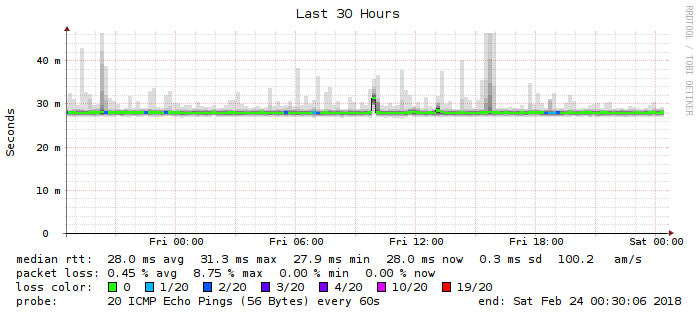 Last 30 Hours
RRDTOOL / TOBI OETIKER
Seconds
40 m
30 m
20 m
10 m
0
Fri 00:00 Fri 06:00 Fri 12:00 Fri 18:00 Sat 00:00
median rtt: 28.0 ms avg 31.3 ms max 27.9 ms min 28.0 ms now 0.3 ms sd 100.2 am/s
packet loss: 0.45 % avg 8.75 % max 0.00 % min 0.00 % now
loss color: 0 1/20 2/20 3/20 4/20 10/20 19/20
probe: 20 ICMP Echo Pings (56 Bytes) every 60s end: Sat Feb 24 00:30:06 2018